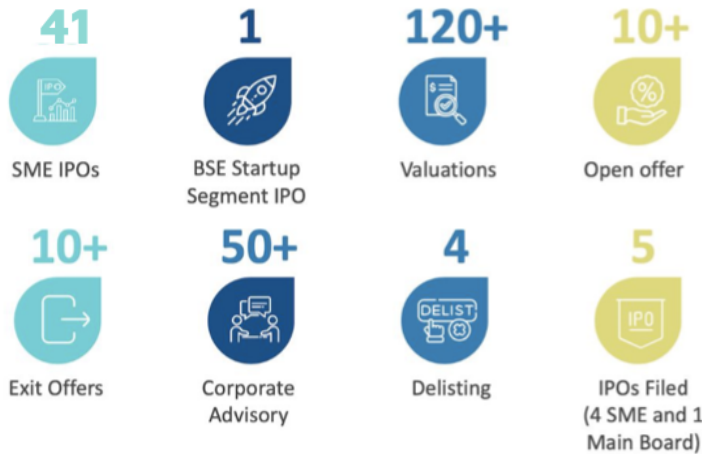 41
1
120+
10+
IPO
SME IPOs
BSE Startup
Segment IPO
Valuations
Open offer
10+
50+
4
5
DELIST
IPO
Exit Offers
Corporate
Advisory
Delisting
IPOs Filed
(4 SME and 1
Main Board)